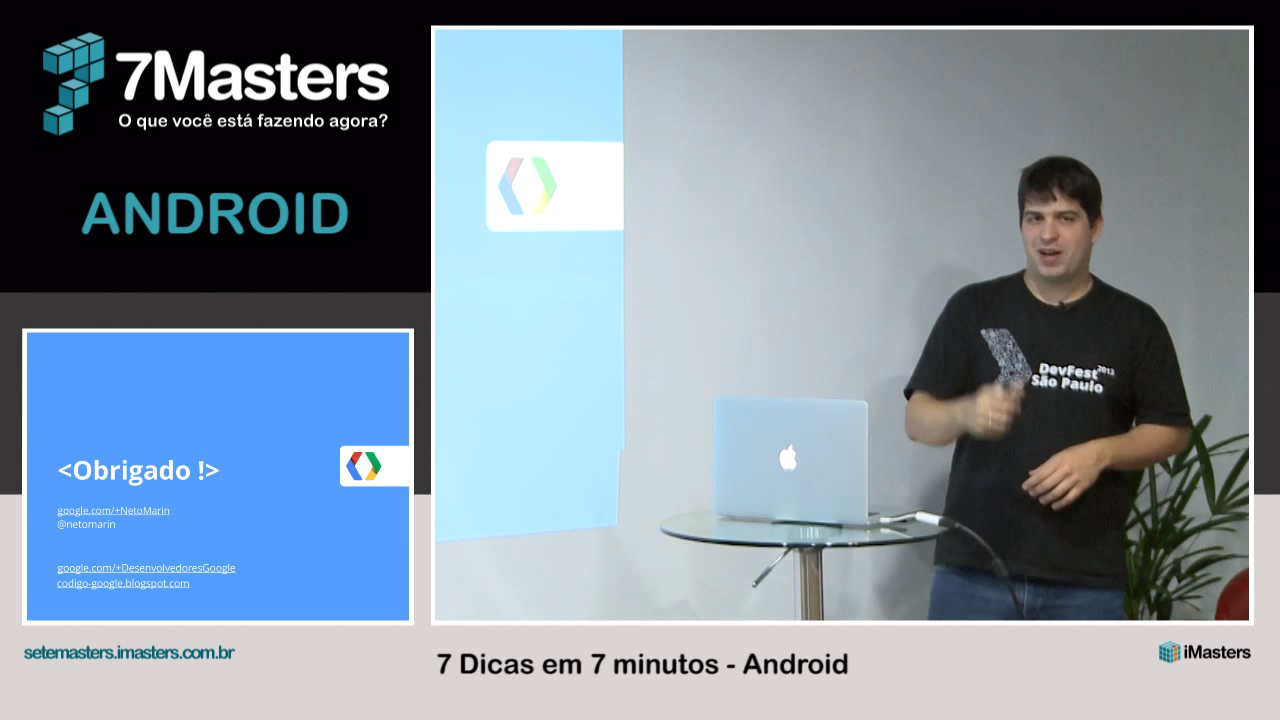 7Masters
O que você está fazendo agora?
ANDROID
<Obrigado !>
google.com/+NetoMarin
@netomarin
google.com/+DesenvolvedoresGoogle
codigo-google.blogspot.com
DevFest 2013
São Paulo
setemasters.imasters.com.br
7 Dicas em 7 minutos - Android
iMasters